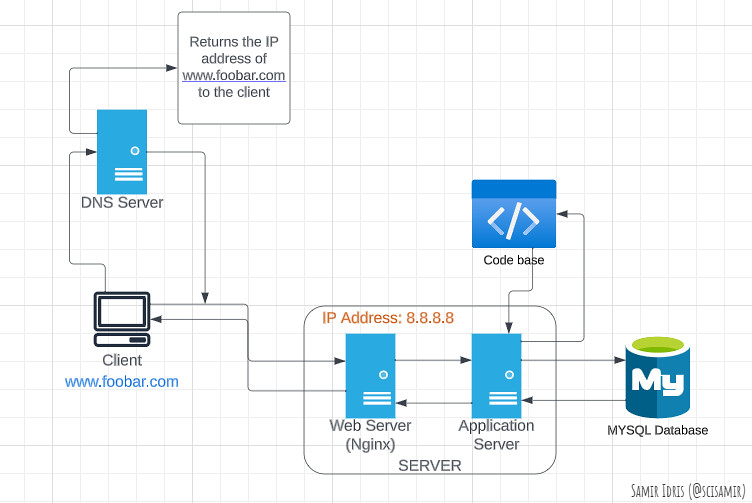 Returns the IP
address of
www.foobar.com
to the client
DNS Server
</>
Code base
IP Address: 8.8.8.8
Client
www.foobar.com
My
Web Server
(Nginx)
Application
Server
MYSQL Database
SERVER
Samir Idris (@scisamir)